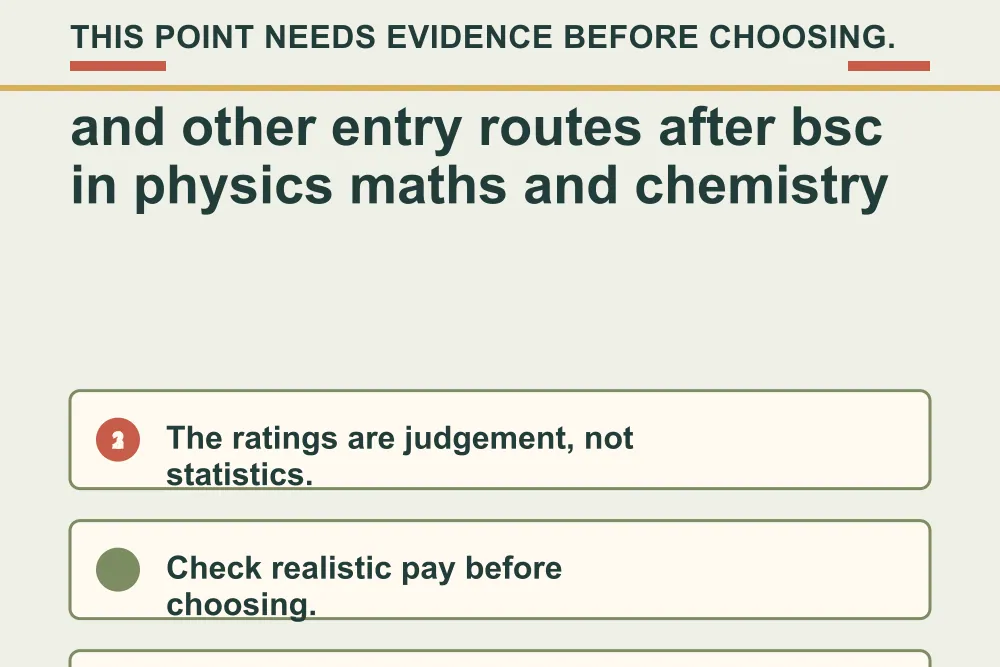 THIS POINT NEEDS EVIDENCE BEFORE CHOOSING.
and other entry routes after bsc
in physics maths and chemistry
The ratings are judgement, not
statistics.
Check realistic pay before
choosing.